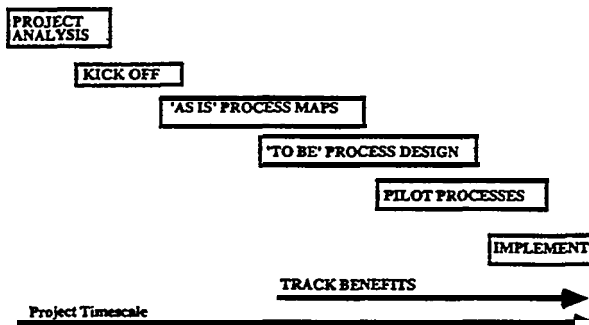 PROJECT
ANALYSIS
KICK OFF
'AS IS' PROCESS MAPS
'TO BE' PROCESS DESIGN
PILOT PROCESSES
IMPLEMENT
TRACK BENEFITS
Project Timescale